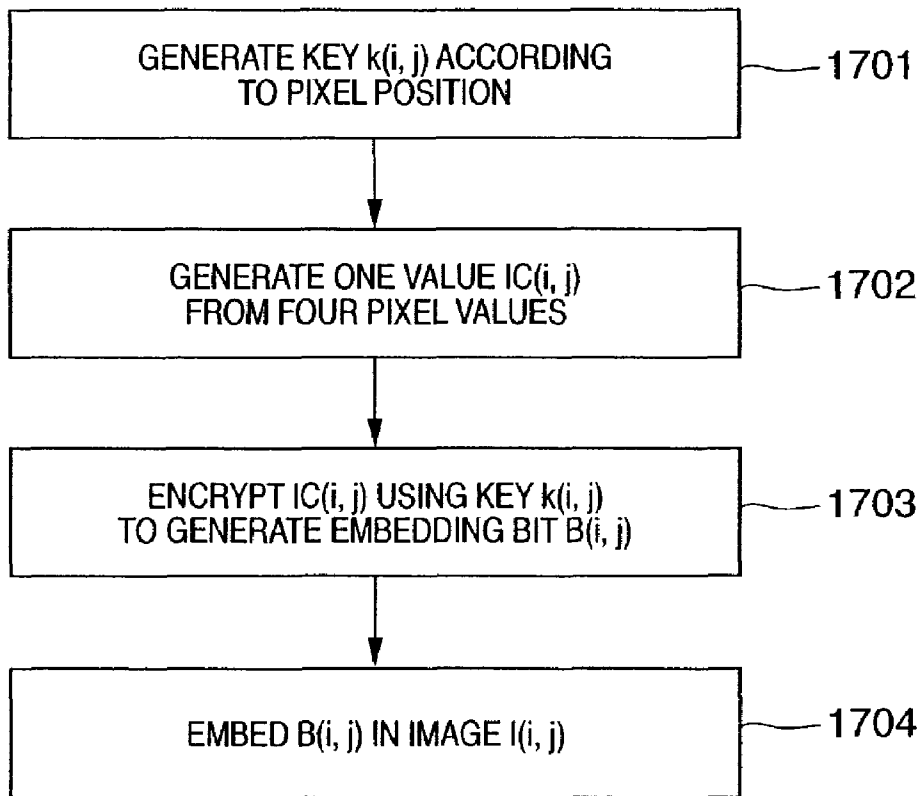 GENERATE KEY k(i, j) ACCORDING
TO PIXEL POSITION
1701
GENERATE ONE VALUE IC(i, j)
FROM FOUR PIXEL VALUES
1702
ENCRYPT IC(i, j) USING KEY k(i, j)
TO GENERATE EMBEDDING BIT B(i, j)
1703
EMBED B(i, j) IN IMAGE I(i, j)
1704